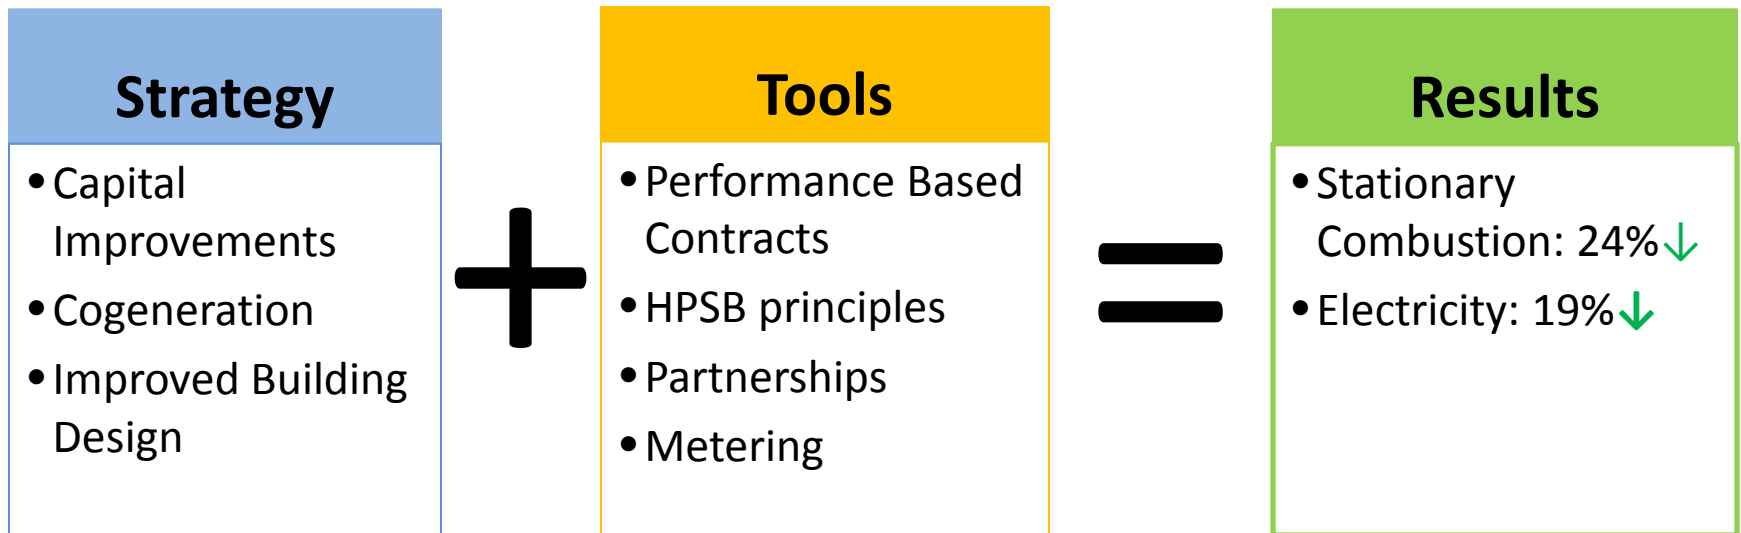 Strategy
• Capital
Improvements
• Cogeneration
• Improved Building
Design
+
Tools
• Performance Based
Contracts
• HPSB principles
• Partnerships
• Metering
=
Results
• Stationary
Combustion: 24%↓
• Electricity: 19%↓